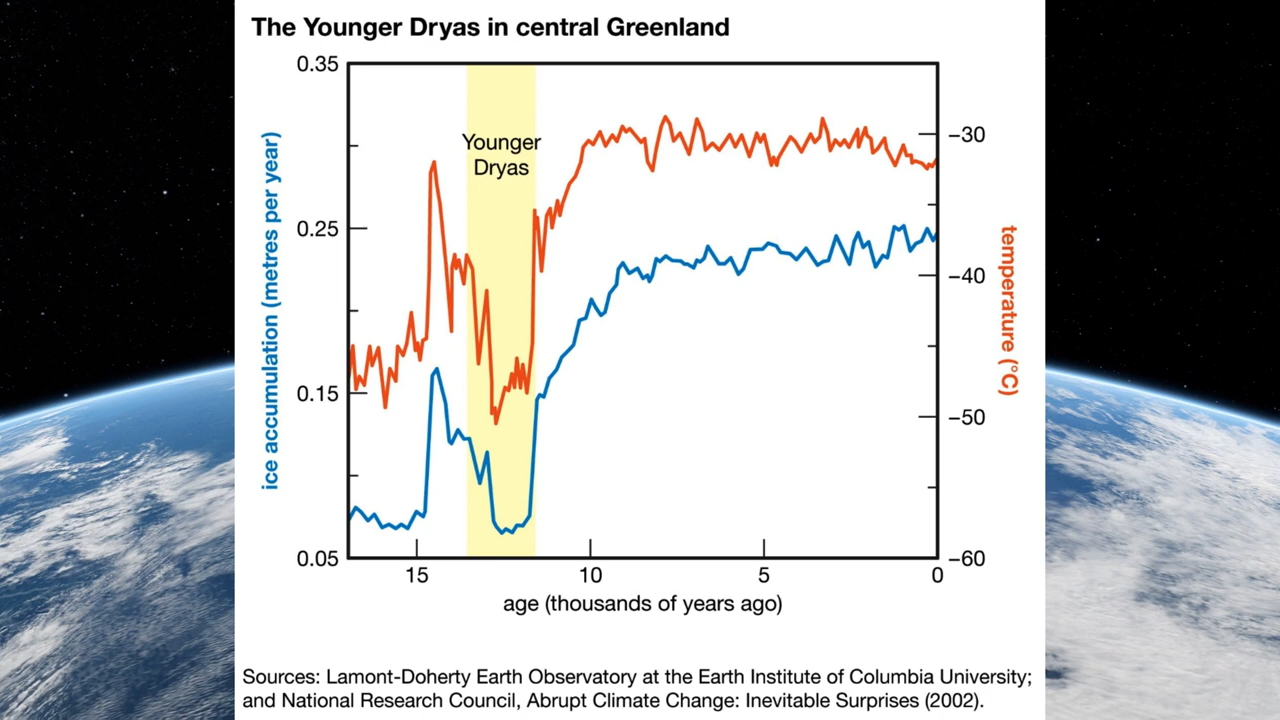 The Younger Dryas in central Greenland
0.35
0.25
0.15
0.05
ice accumulation (metres per year)
Younger
Dryas
–30
–40
–50
–60
temperature (°C)
15
10
5
0
age (thousands of years ago)
Sources: Lamont-Doherty Earth Observatory at the Earth Institute of Columbia University;
and National Research Council, Abrupt Climate Change: Inevitable Surprises (2002).